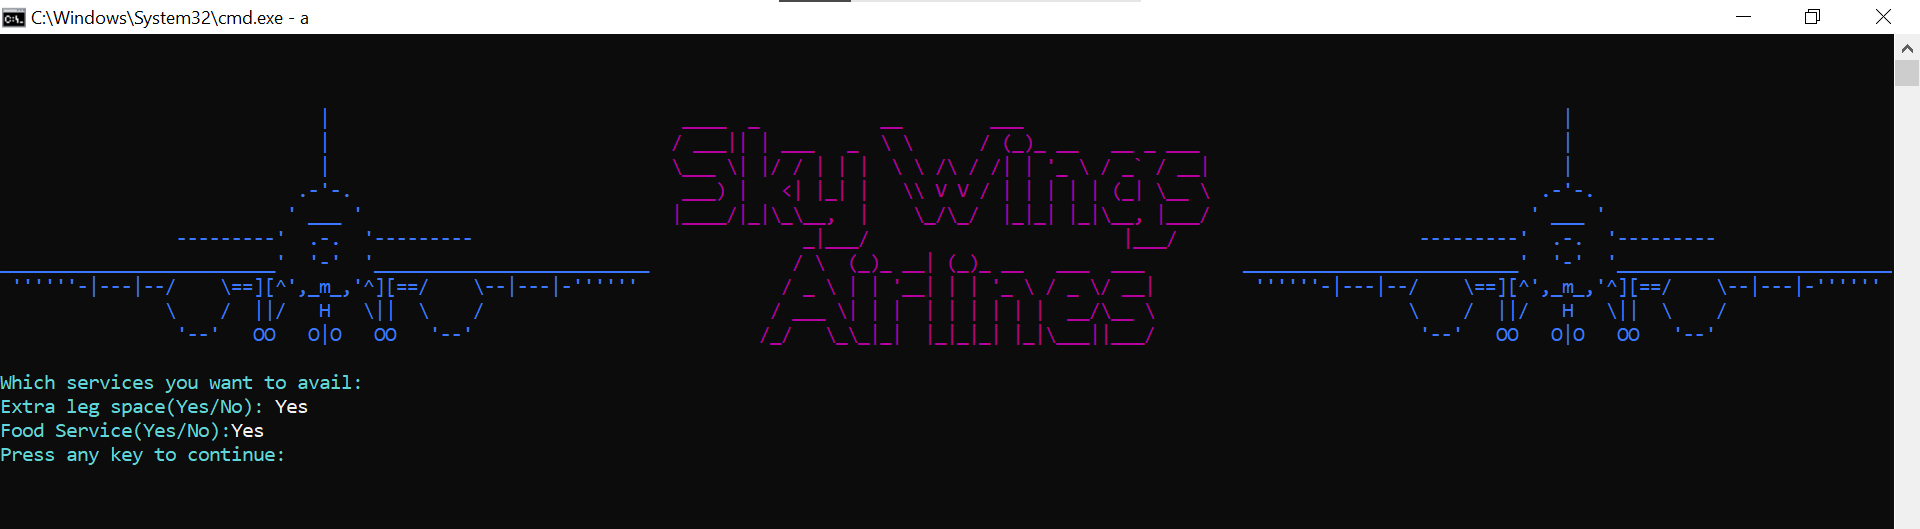 C:\Windows\System32\cmd.exe - a
Sky Wings
Airlines
Which services you want to avail:
Extra leg space(Yes/No): Yes
Food Service(Yes/No):Yes
Press any key to continue: